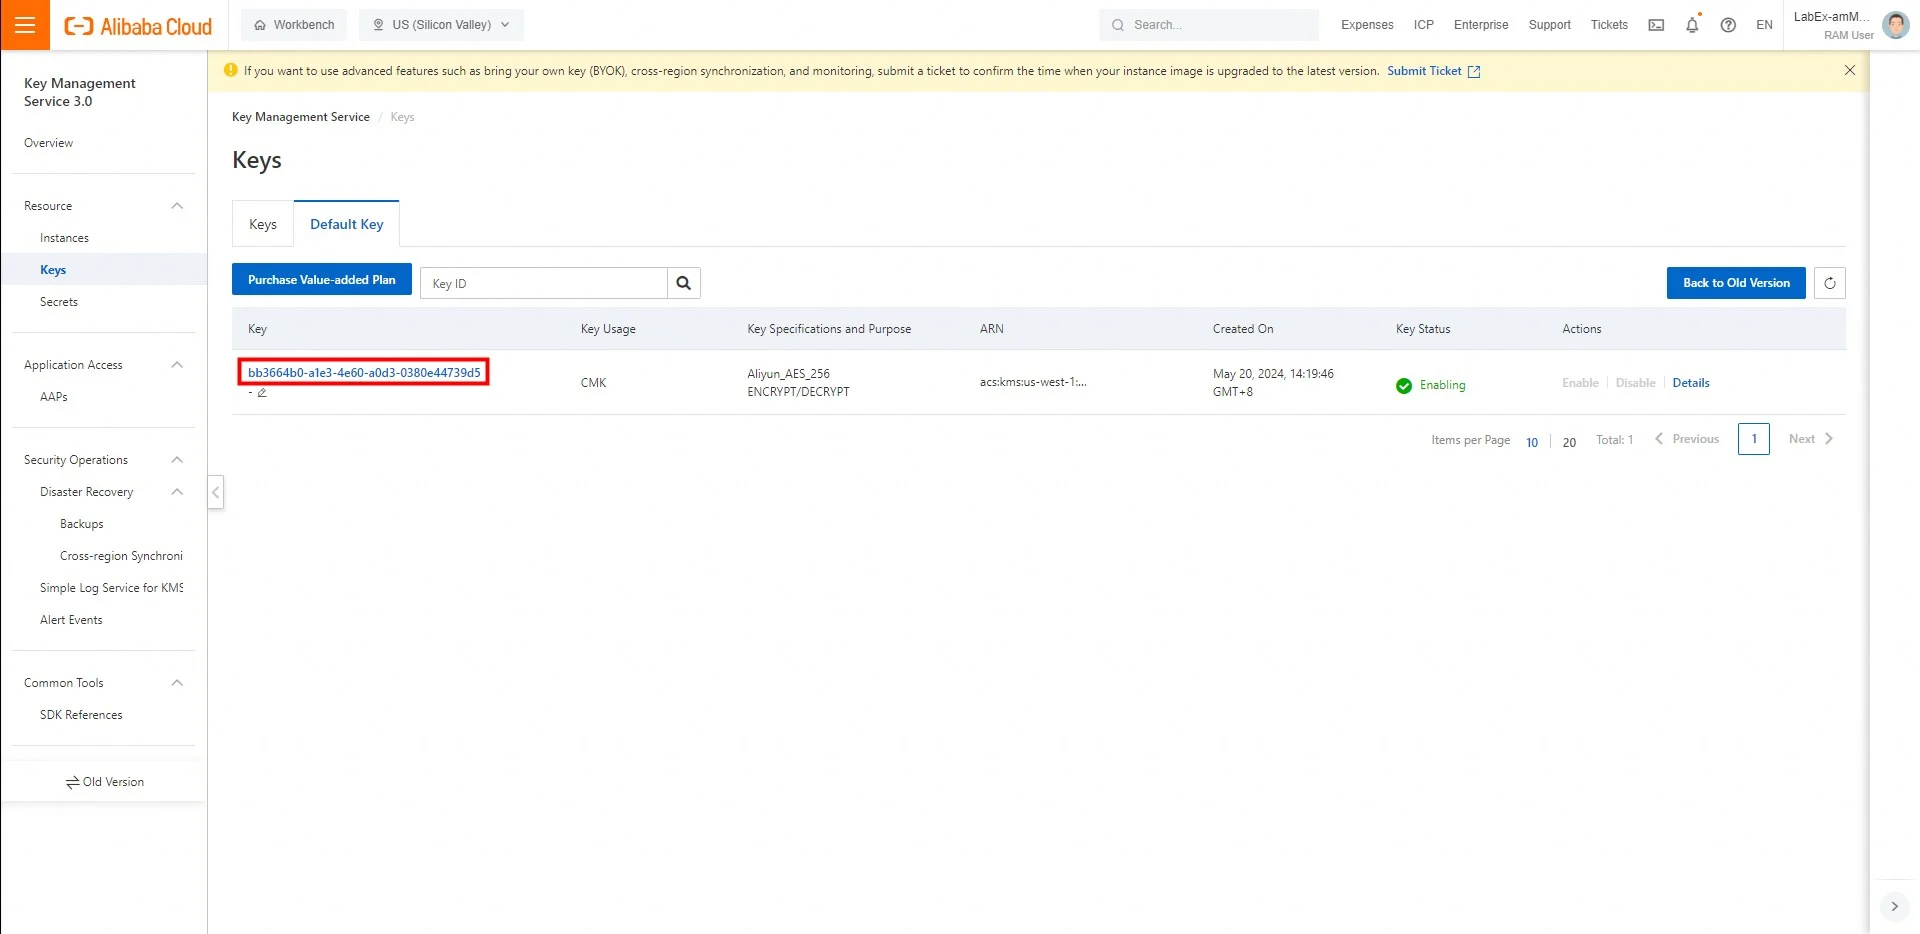 Alibaba Cloud
Workbench
US (Silicon Valley)
Search...
Expenses
ICP
Enterprise
Support
Tickets
EN
LabEx-amM...
RAM User
Key Management
Service 3.0
Overview
Resource
Instances
Keys
Secrets
Application Access
AAPs
Security Operations
Disaster Recovery
Backups
Cross-region Synchroni
Simple Log Service for KMS
Alert Events
Common Tools
SDK References
Old Version
If you want to use advanced features such as bring your own key (BYOK), cross-region synchronization, and monitoring, submit a ticket to confirm the time when your instance image is upgraded to the latest version. Submit Ticket
Key Management Service / Keys
Keys
Keys
Default Key
Purchase Value-added Plan
Key ID
Back to Old Version
Key
Key Usage
Key Specifications and Purpose
ARN
Created On
Key Status
Actions
bb3664b0-a1e3-4e60-a0d3-0380e44739d5
-
CMK
Aliyun_AES_256
ENCRYPT/DECRYPT
acs:kms:us-west-1:...
May 20, 2024, 14:19:46
GMT+8
Enabling
Enable
Disable
Details
Items per Page 10 | 20 Total: 1 Previous 1 Next